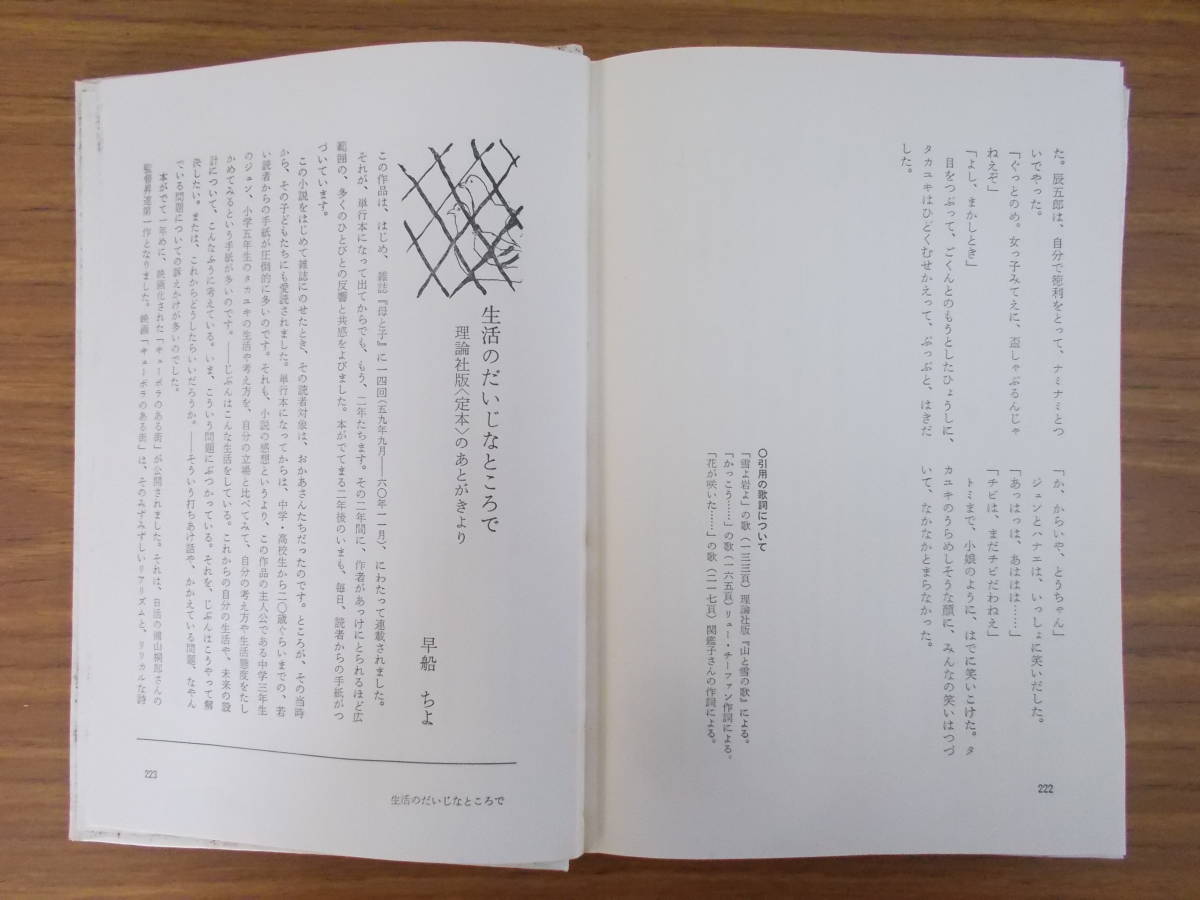 た。辰五郎は、自分で徳利をとって、ナミナミとつ
いでやった。
「ぐっとのめ。女っ子みてえに、盃しゃぶるんじゃ
ねえぞ」
「よし、まかしとき」
目をつぶって、ごくんとのもうとしたひょうしに、
タカユキはひどくむせかえって、ぷっぷと、はきだ
した。
「か、からいや、とうちゃん」
ジュンとハナエは、いっしょに笑いだした。
「あっはっは、あははは……」
「チビは、まだチビだわねえ」
トミまで、小娘のように、はでに笑いこけた。タ
カユキのうらめしそうな顔に、みんなの笑いはつづ
いて、なかなかとまらなかった。
○引用の歌詞について
「雪よ岩よ」の歌(一三三頁)理論社版『山と雪の歌』による。
「かっこう……」の歌(一六五頁)リュー・チーファン作詞による。
「花が咲いた……」の歌(二一七頁)関鑑子さんの作詞による。
222
生活のだいじなところで
理論社版〈定本〉のあとがきより
早船 ちよ
この作品は、はじめ、雑誌『母と子』に一四回(五九年九月——六〇年一一月)、にわたって連載されました。
それが、単行本になって出てからでも、もう、二年たちます。その二年間に、作者があっけにとられるほど広
範囲の、多くのひとびとの反響と共感をよびました。本がでてまる二年後のいまも、毎日、読者からの手紙がつ
づいています。
この小説をはじめて雑誌にのせたとき、その読者対象は、おかあさんたちだったのです。ところが、その当時
から、その子どもたちにも愛読されました。単行本になってからは、中学・高校生から二〇歳ぐらいまでの、若
い読者からの手紙が圧倒的に多いのです。それも、小説の感想というより、この作品の主人公である中学三年生
のジュン、小学五年生のタカユキの生活や考え方を、自分の立場と比べてみて、自分の考え方や生活態度をたし
かめてみるという手紙が多いのです。——じぶんはこんな生活をしている。これからの自分の生活や、未来の設
計について、こんなふうに考えている。いま、こういう問題にぶつかっている。それを、じぶんはこうやって解
決したい。または、これからどうしたらいいだろうか。——そういう打ちあけ話や、かかえている問題、なやん
でいる問題についての訴えかけが多いのでした。
本がでて一年めに、映画化された「キューポラのある街」が公開されました。それは、日活の浦山桐郎さんの
監督昇進第一作となりました。映画「キューポラのある街」は、そのみずみずしいリアリズムと、リリカルな詩
223
生活のだいじなところで